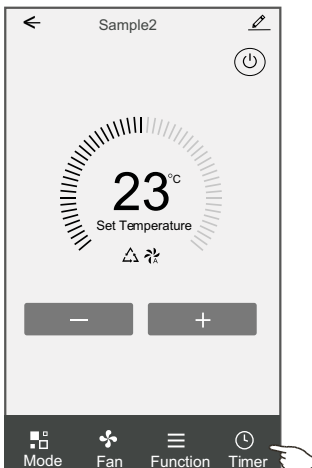 Sample2
23°C
Set Temperature
A
Mode Fan Function Timer